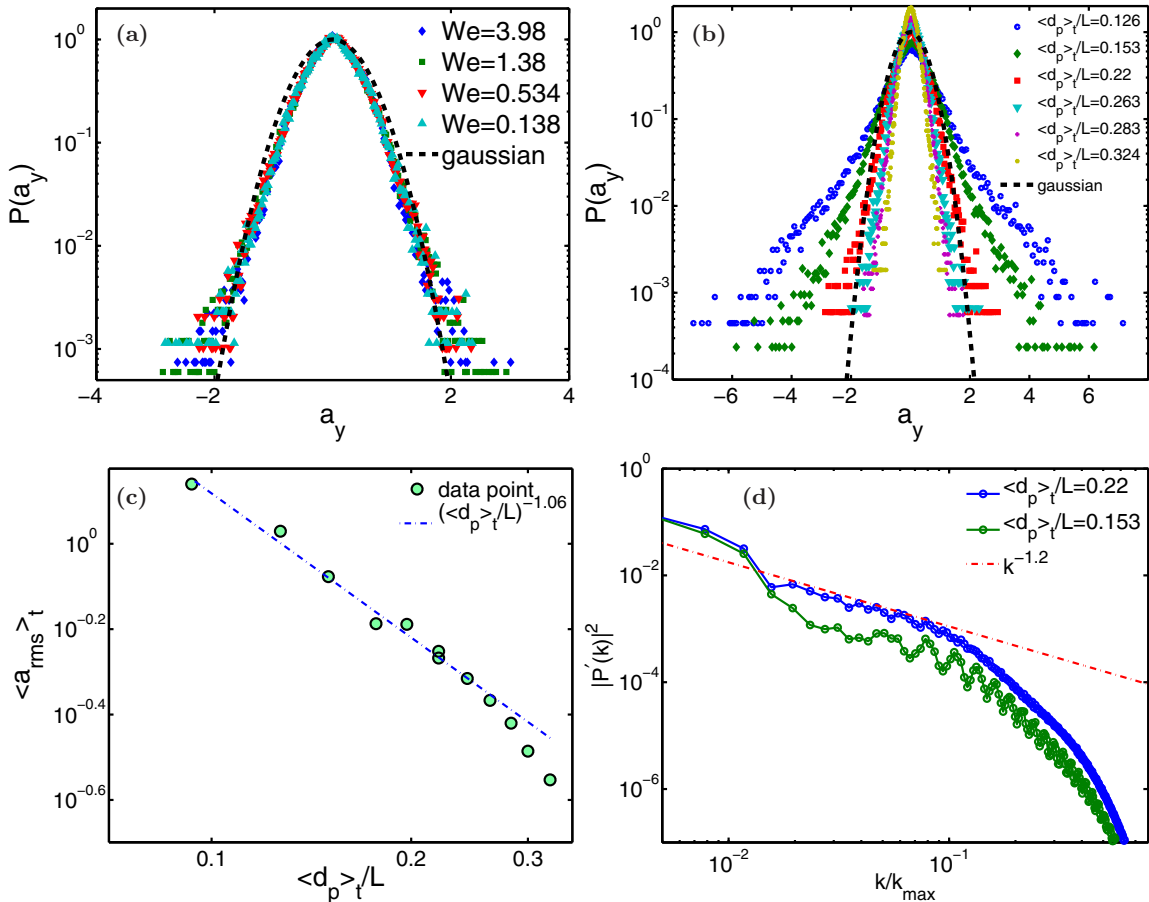 (a)
We=3.98
We=1.38
We=0.534
We=0.138
gaussian
10^0
10^−1
10^−2
10^−3
P(a_y)
−4 −2 0 2 4
a_y
(b)
<d_p>_t/L=0.126
<d_p>_t/L=0.153
<d_p>_t/L=0.22
<d_p>_t/L=0.263
<d_p>_t/L=0.283
<d_p>_t/L=0.324
gaussian
10^0
10^−1
10^−2
10^−3
10^−4
P(a_y)
−6 −4 −2 0 2 4 6 8
a_y
(c)
data point
(<d_p>_t/L)^−1.06
10^0
10^−0.2
10^−0.4
10^−0.6
<a_rms>_t
0.1 0.2 0.3
<d_p>_t/L
(d)
<d_p>_t/L=0.22
<d_p>_t/L=0.153
k^−1.2
10^0
10^−2
10^−4
10^−6
|P'(k)|^2
10^−2 10^−1
k/k_max